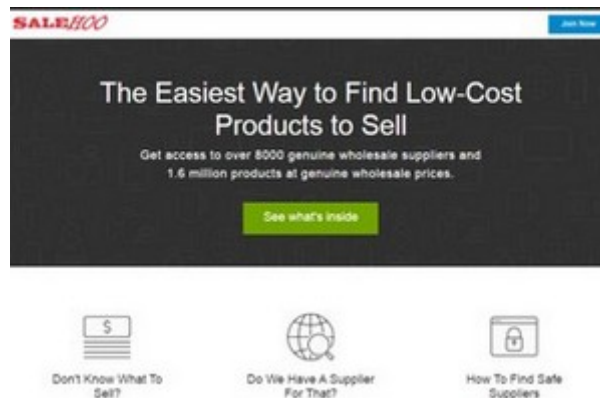 SALEHOO
Join Now
The Easiest Way to Find Low-Cost
Products to Sell
Get access to over 8000 genuine wholesale suppliers and
1.6 million products at genuine wholesale prices.
See what's inside
$
Don't Know What To
Sell?
Do We Have A Supplier
For That?
How To Find Safe
Suppliers